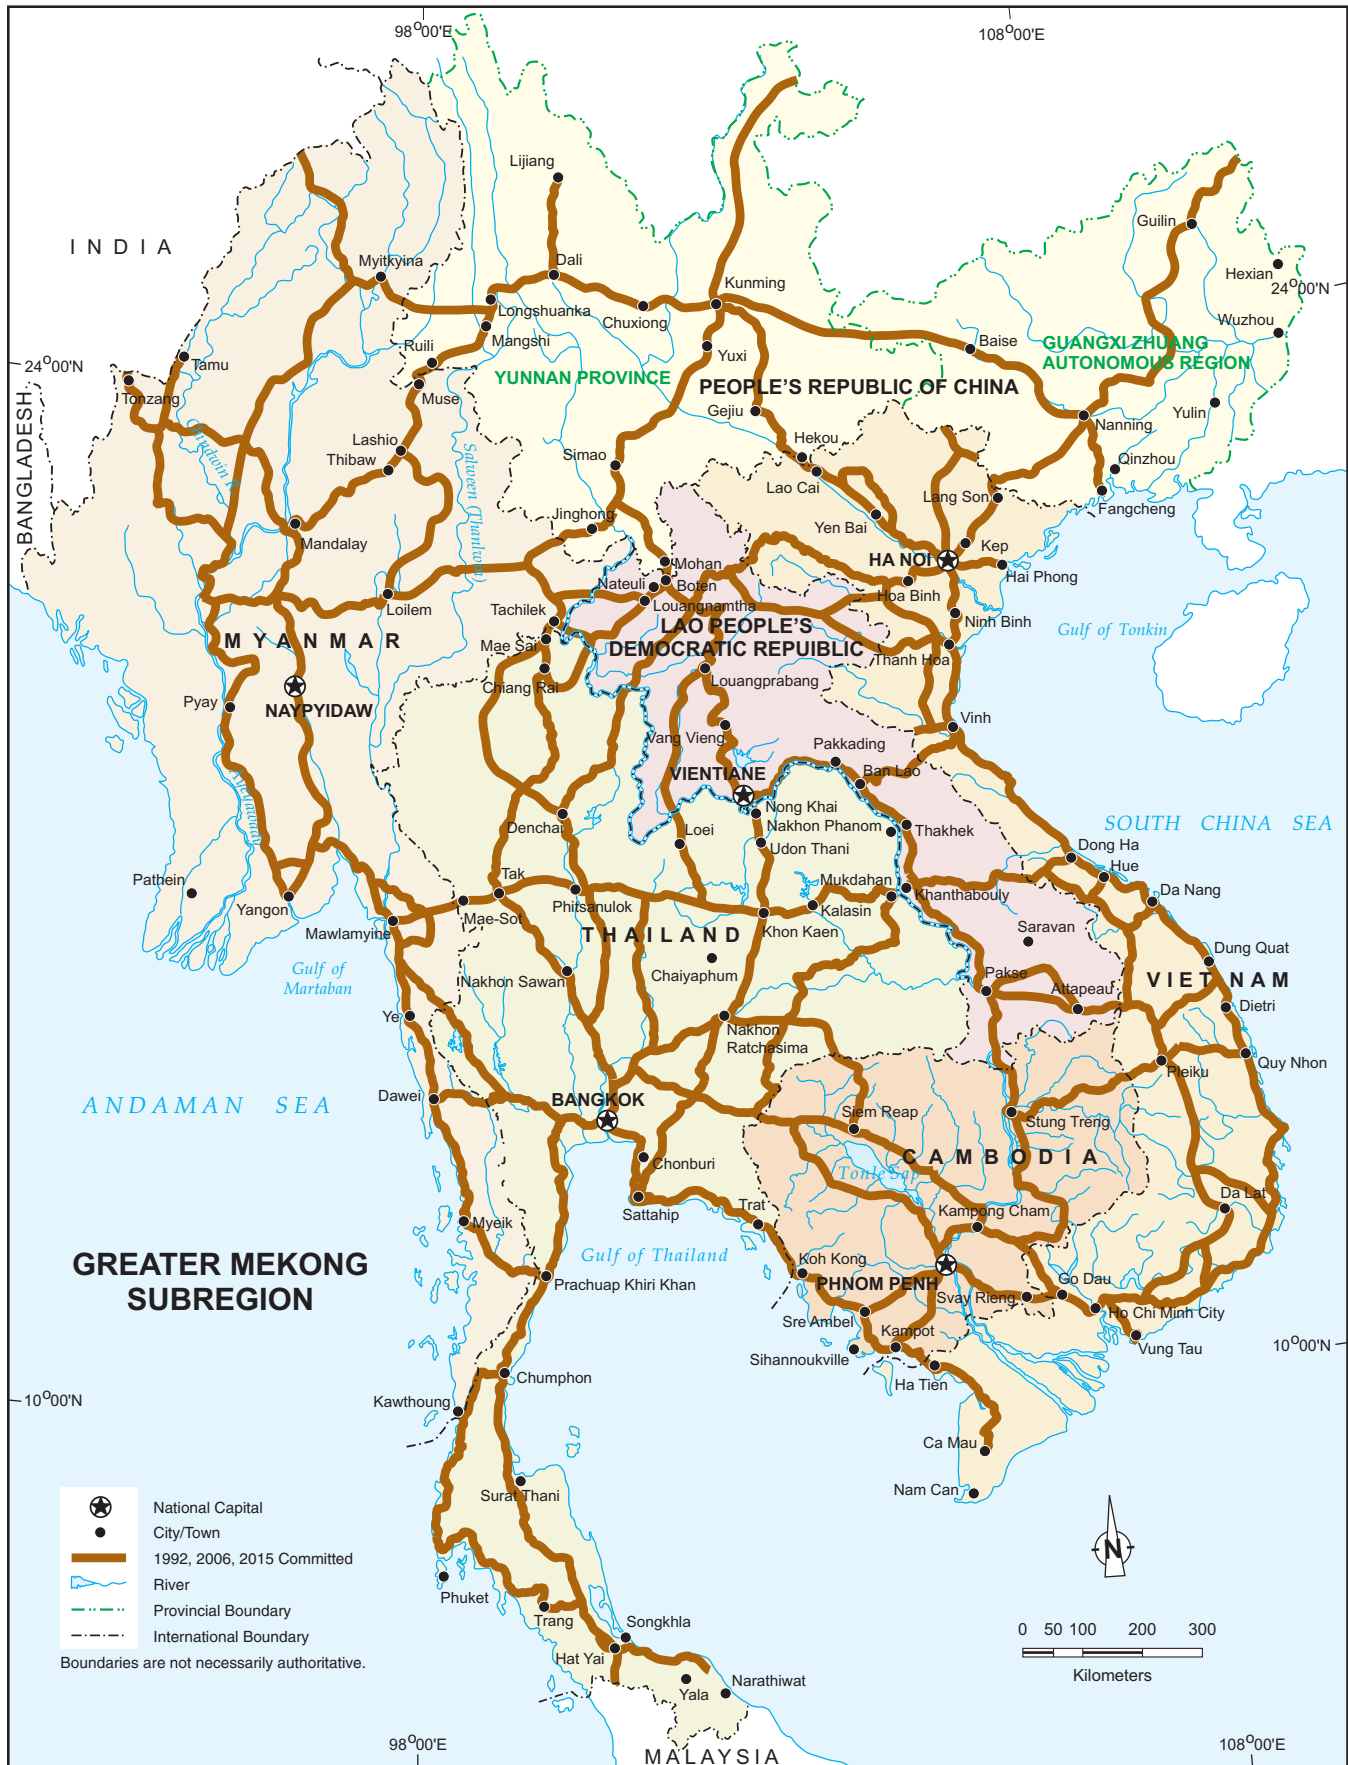 98°00'E
108°00'E
Lijiang
Guilin
INDIA
Hexian
24°00'N
Myitkyina
Dali
Kunming
Longshuanka
Chuxiong
Wuzhou
Mangshi
Baise
GUANGXI ZHUANG
AUTONOMOUS REGION
Ruili
Yuxi
24°00'N
Tamu
YUNNAN PROVINCE
PEOPLE'S REPUBLIC OF CHINA
Tonzang
Muse
Gejiu
Yulin
Nanning
BANGLADESH
Chindwin R.
Lashio
Thibaw
Salween (Thanlwin)
Simao
Hekou
Lao Cai
Qinzhou
Lang Son
Fangcheng
Jinghong
Yen Bai
Mandalay
Kep
HA NOI
Mohan
Hai Phong
Nateuli
Boten
Hoa Binh
Loilem
Tachilek
Louangnamtha
Ninh Binh
LAO PEOPLE'S
DEMOCRATIC REPUIBLIC
Gulf of Tonkin
MYANMAR
Mae Sai
Thanh Hoa
Chiang Rai
Louangprabang
Pyay
NAYPYIDAW
Vinh
Vang Vieng
Pakkading
Ban Lao
VIENTIANE
Ayeyawady
Nong Khai
Nakhon Phanom
Thakhek
SOUTH CHINA SEA
Denchai
Loei
Udon Thani
Dong Ha
Hue
Pathein
Tak
Mukdahan
Khanthabouly
Da Nang
Yangon
Mae-Sot
Phitsanulok
Kalasin
Mawlamyine
Khon Kaen
Saravan
THAILAND
Dung Quat
Gulf of
Martaban
Nakhon Sawan
Chaiyaphum
Pakse
Attapeau
VIET NAM
Dietri
Ye
Nakhon
Ratchasima
Quy Nhon
Pleiku
ANDAMAN SEA
Dawei
BANGKOK
Siem Reap
Stung Treng
CAMBODIA
Chonburi
Tonle Sap
Da Lat
Myeik
Sattahip
Trat
Kampong Cham
GREATER MEKONG
SUBREGION
Gulf of Thailand
Koh Kong
PHNOM PENH
Go Dau
Prachuap Khiri Khan
Svay Rieng
Ho Chi Minh City
Sre Ambel
Kampot
Sihannoukville
Vung Tau
10°00'N
Chumphon
Ha Tien
Kawthoung
10°00'N
Ca Mau
Surat Thani
Nam Can
National Capital
City/Town
1992, 2006, 2015 Committed
River
Provincial Boundary
International Boundary
Boundaries are not necessarily authoritative.
N
Phuket
Trang
Songkhla
0 50 100 200 300
Kilometers
Hat Yai
Yala
Narathiwat
98°00'E
108°00'E
MALAYSIA